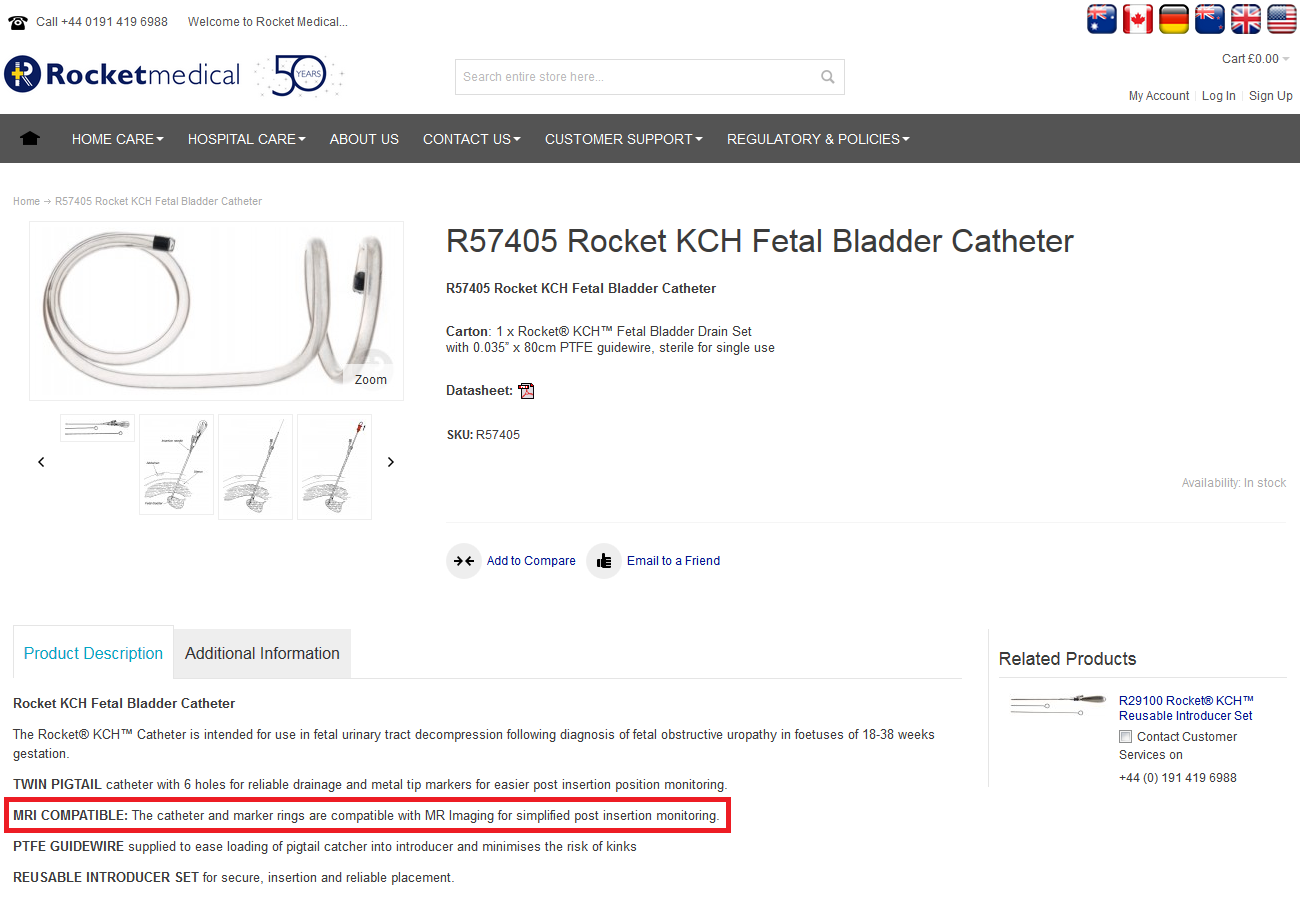 Call +44 0191 419 6988
Welcome to Rocket Medical...
Rocketmedical
50 YEARS
Search entire store here...
Cart £0.00
My Account
Log In
Sign Up
HOME CARE
HOSPITAL CARE
ABOUT US
CONTACT US
CUSTOMER SUPPORT
REGULATORY & POLICIES
Home → R57405 Rocket KCH Fetal Bladder Catheter
Zoom
R57405 Rocket KCH Fetal Bladder Catheter
R57405 Rocket KCH Fetal Bladder Catheter
Carton: 1 x Rocket® KCH™ Fetal Bladder Drain Set
with 0.035” x 80cm PTFE guidewire, sterile for single use
Datasheet:
SKU: R57405
Availability: In stock
Add to Compare
Email to a Friend
Product Description
Additional Information
Rocket KCH Fetal Bladder Catheter
The Rocket® KCH™ Catheter is intended for use in fetal urinary tract decompression following diagnosis of fetal obstructive uropathy in foetuses of 18-38 weeks
gestation.
TWIN PIGTAIL catheter with 6 holes for reliable drainage and metal tip markers for easier post insertion position monitoring.
MRI COMPATIBLE: The catheter and marker rings are compatible with MR Imaging for simplified post insertion monitoring.
PTFE GUIDEWIRE supplied to ease loading of pigtail catcher into introducer and minimises the risk of kinks
REUSABLE INTRODUCER SET for secure, insertion and reliable placement.
Related Products
R29100 Rocket® KCH™
Reusable Introducer Set
Contact Customer
Services on
+44 (0) 191 419 6988